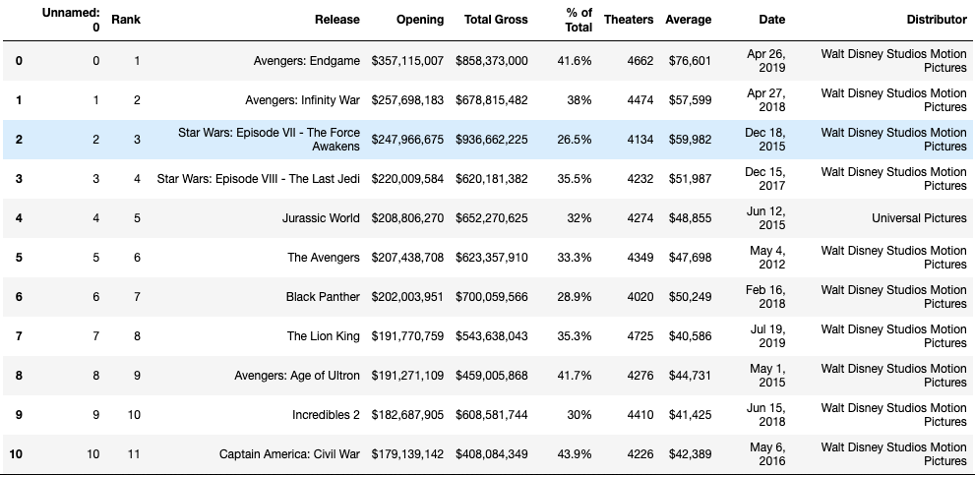 Unnamed: 0 Rank Release Opening Total Gross % of Total Theaters Average Date Distributor
0 0 1 Avengers: Endgame $357,115,007 $858,373,000 41.6% 4662 $76,601 Apr 26, 2019 Walt Disney Studios Motion Pictures
1 1 2 Avengers: Infinity War $257,698,183 $678,815,482 38% 4474 $57,599 Apr 27, 2018 Walt Disney Studios Motion Pictures
2 2 3 Star Wars: Episode VII - The Force Awakens $247,966,675 $936,662,225 26.5% 4134 $59,982 Dec 18, 2015 Walt Disney Studios Motion Pictures
3 3 4 Star Wars: Episode VIII - The Last Jedi $220,009,584 $620,181,382 35.5% 4232 $51,987 Dec 15, 2017 Walt Disney Studios Motion Pictures
4 4 5 Jurassic World $208,806,270 $652,270,625 32% 4274 $48,855 Jun 12, 2015 Universal Pictures
5 5 6 The Avengers $207,438,708 $623,357,910 33.3% 4349 $47,698 May 4, 2012 Walt Disney Studios Motion Pictures
6 6 7 Black Panther $202,003,951 $700,059,566 28.9% 4020 $50,249 Feb 16, 2018 Walt Disney Studios Motion Pictures
7 7 8 The Lion King $191,770,759 $543,638,043 35.3% 4725 $40,586 Jul 19, 2019 Walt Disney Studios Motion Pictures
8 8 9 Avengers: Age of Ultron $191,271,109 $459,005,868 41.7% 4276 $44,731 May 1, 2015 Walt Disney Studios Motion Pictures
9 9 10 Incredibles 2 $182,687,905 $608,581,744 30% 4410 $41,425 Jun 15, 2018 Walt Disney Studios Motion Pictures
10 10 11 Captain America: Civil War $179,139,142 $408,084,349 43.9% 4226 $42,389 May 6, 2016 Walt Disney Studios Motion Pictures